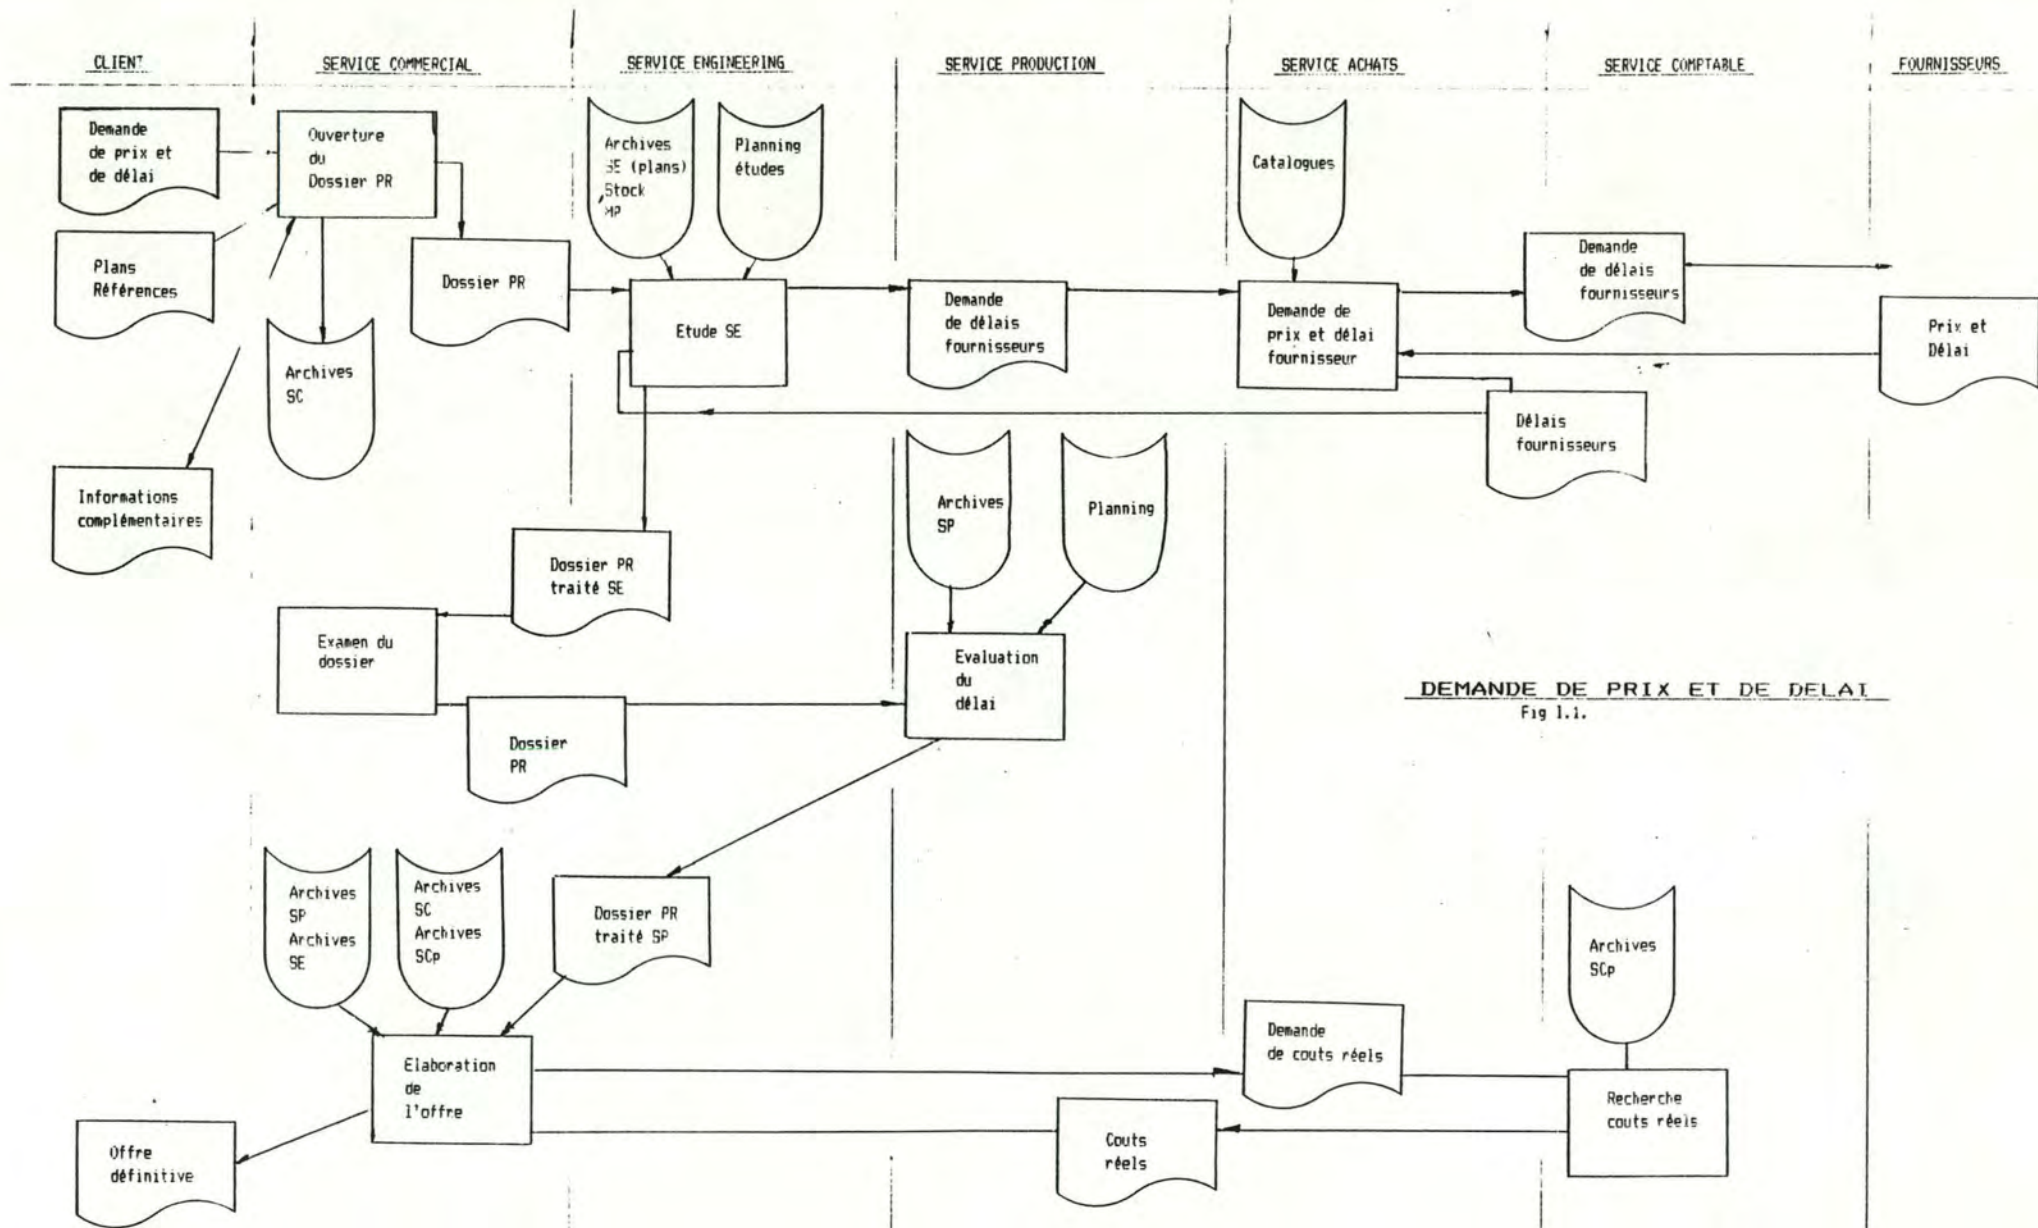 CLIENT
SERVICE COMMERCIAL
SERVICE ENGINEERING
SERVICE PRODUCTION
SERVICE ACHATS
SERVICE COMPTABLE
FOURNISSEURS
Demande
de prix et
de délai
Ouverture
du
Dossier PR
Archives
SE (plans)
Stock
MP
Planning
études
Catalogues
Plans
Références
Dossier PR
Etude SE
Demande
de délais
fournisseurs
Demande de
prix et délai
fournisseur
Demande
de délais
fournisseurs
Prix et
Délai
Archives
SC
Délais
fournisseurs
Informations
complémentaires
Archives
SP
Planning
Dossier PR
traité SE
Examen du
dossier
Evaluation
du
délai
DEMANDE DE PRIX ET DE DELAI
Fig 1.1.
Dossier
PR
Archives
SP
Archives
SE
Archives
SC
Archives
SCp
Dossier PR
traité SP
Archives
SCp
Elaboration
de
l'offre
Demande
de couts réels
Recherche
couts réels
Couts
réels
Offre
définitive